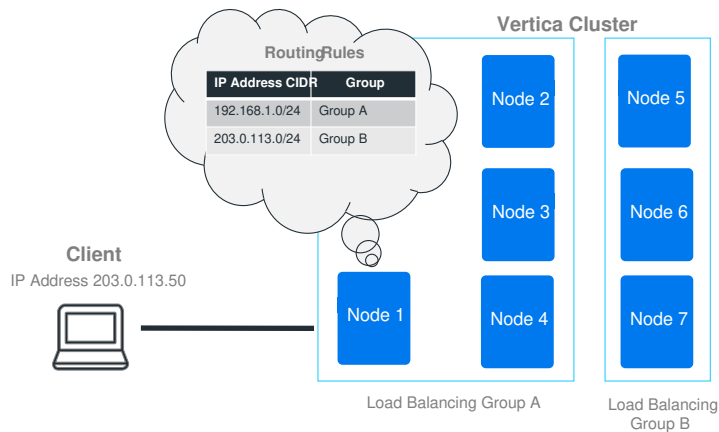 Vertica Cluster
RoutingRules
IP Address CIDR Group
192.168.1.0/24 Group A
203.0.113.0/24 Group B
Node 2
Node 5
Node 3
Node 6
Client
IP Address 203.0.113.50
Node 1
Node 4
Node 7
Load Balancing Group A
Load Balancing
Group B